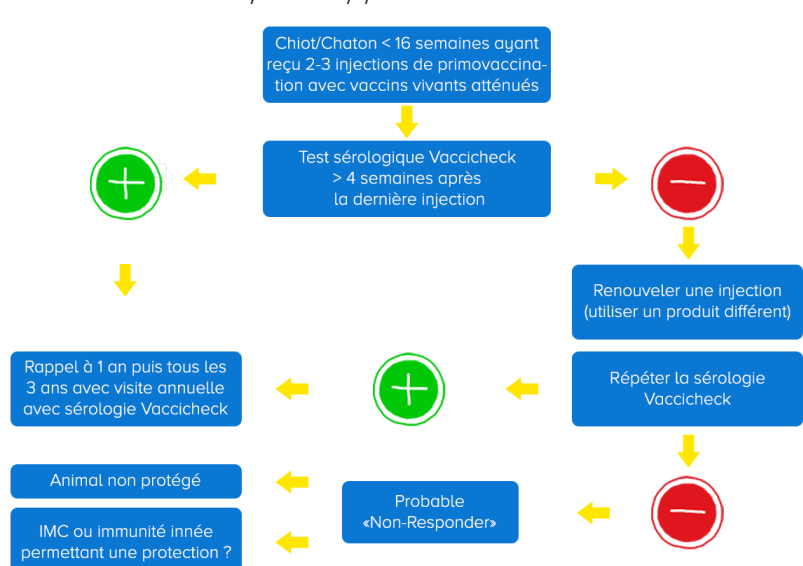 Chiot/Chaton < 16 semaines ayant
reçu 2-3 injections de primovaccina-
tion avec vaccins vivants atténués
Test sérologique Vaccicheck
> 4 semaines après
la dernière injection
Renouveler une injection
(utiliser un produit différent)
Rappel à 1 an puis tous les
3 ans avec visite annuelle
avec sérologie Vaccicheck
Répéter la sérologie
Vaccicheck
Animal non protégé
Probable
«Non-Responder»
IMC ou immunité innée
permettant une protection ?